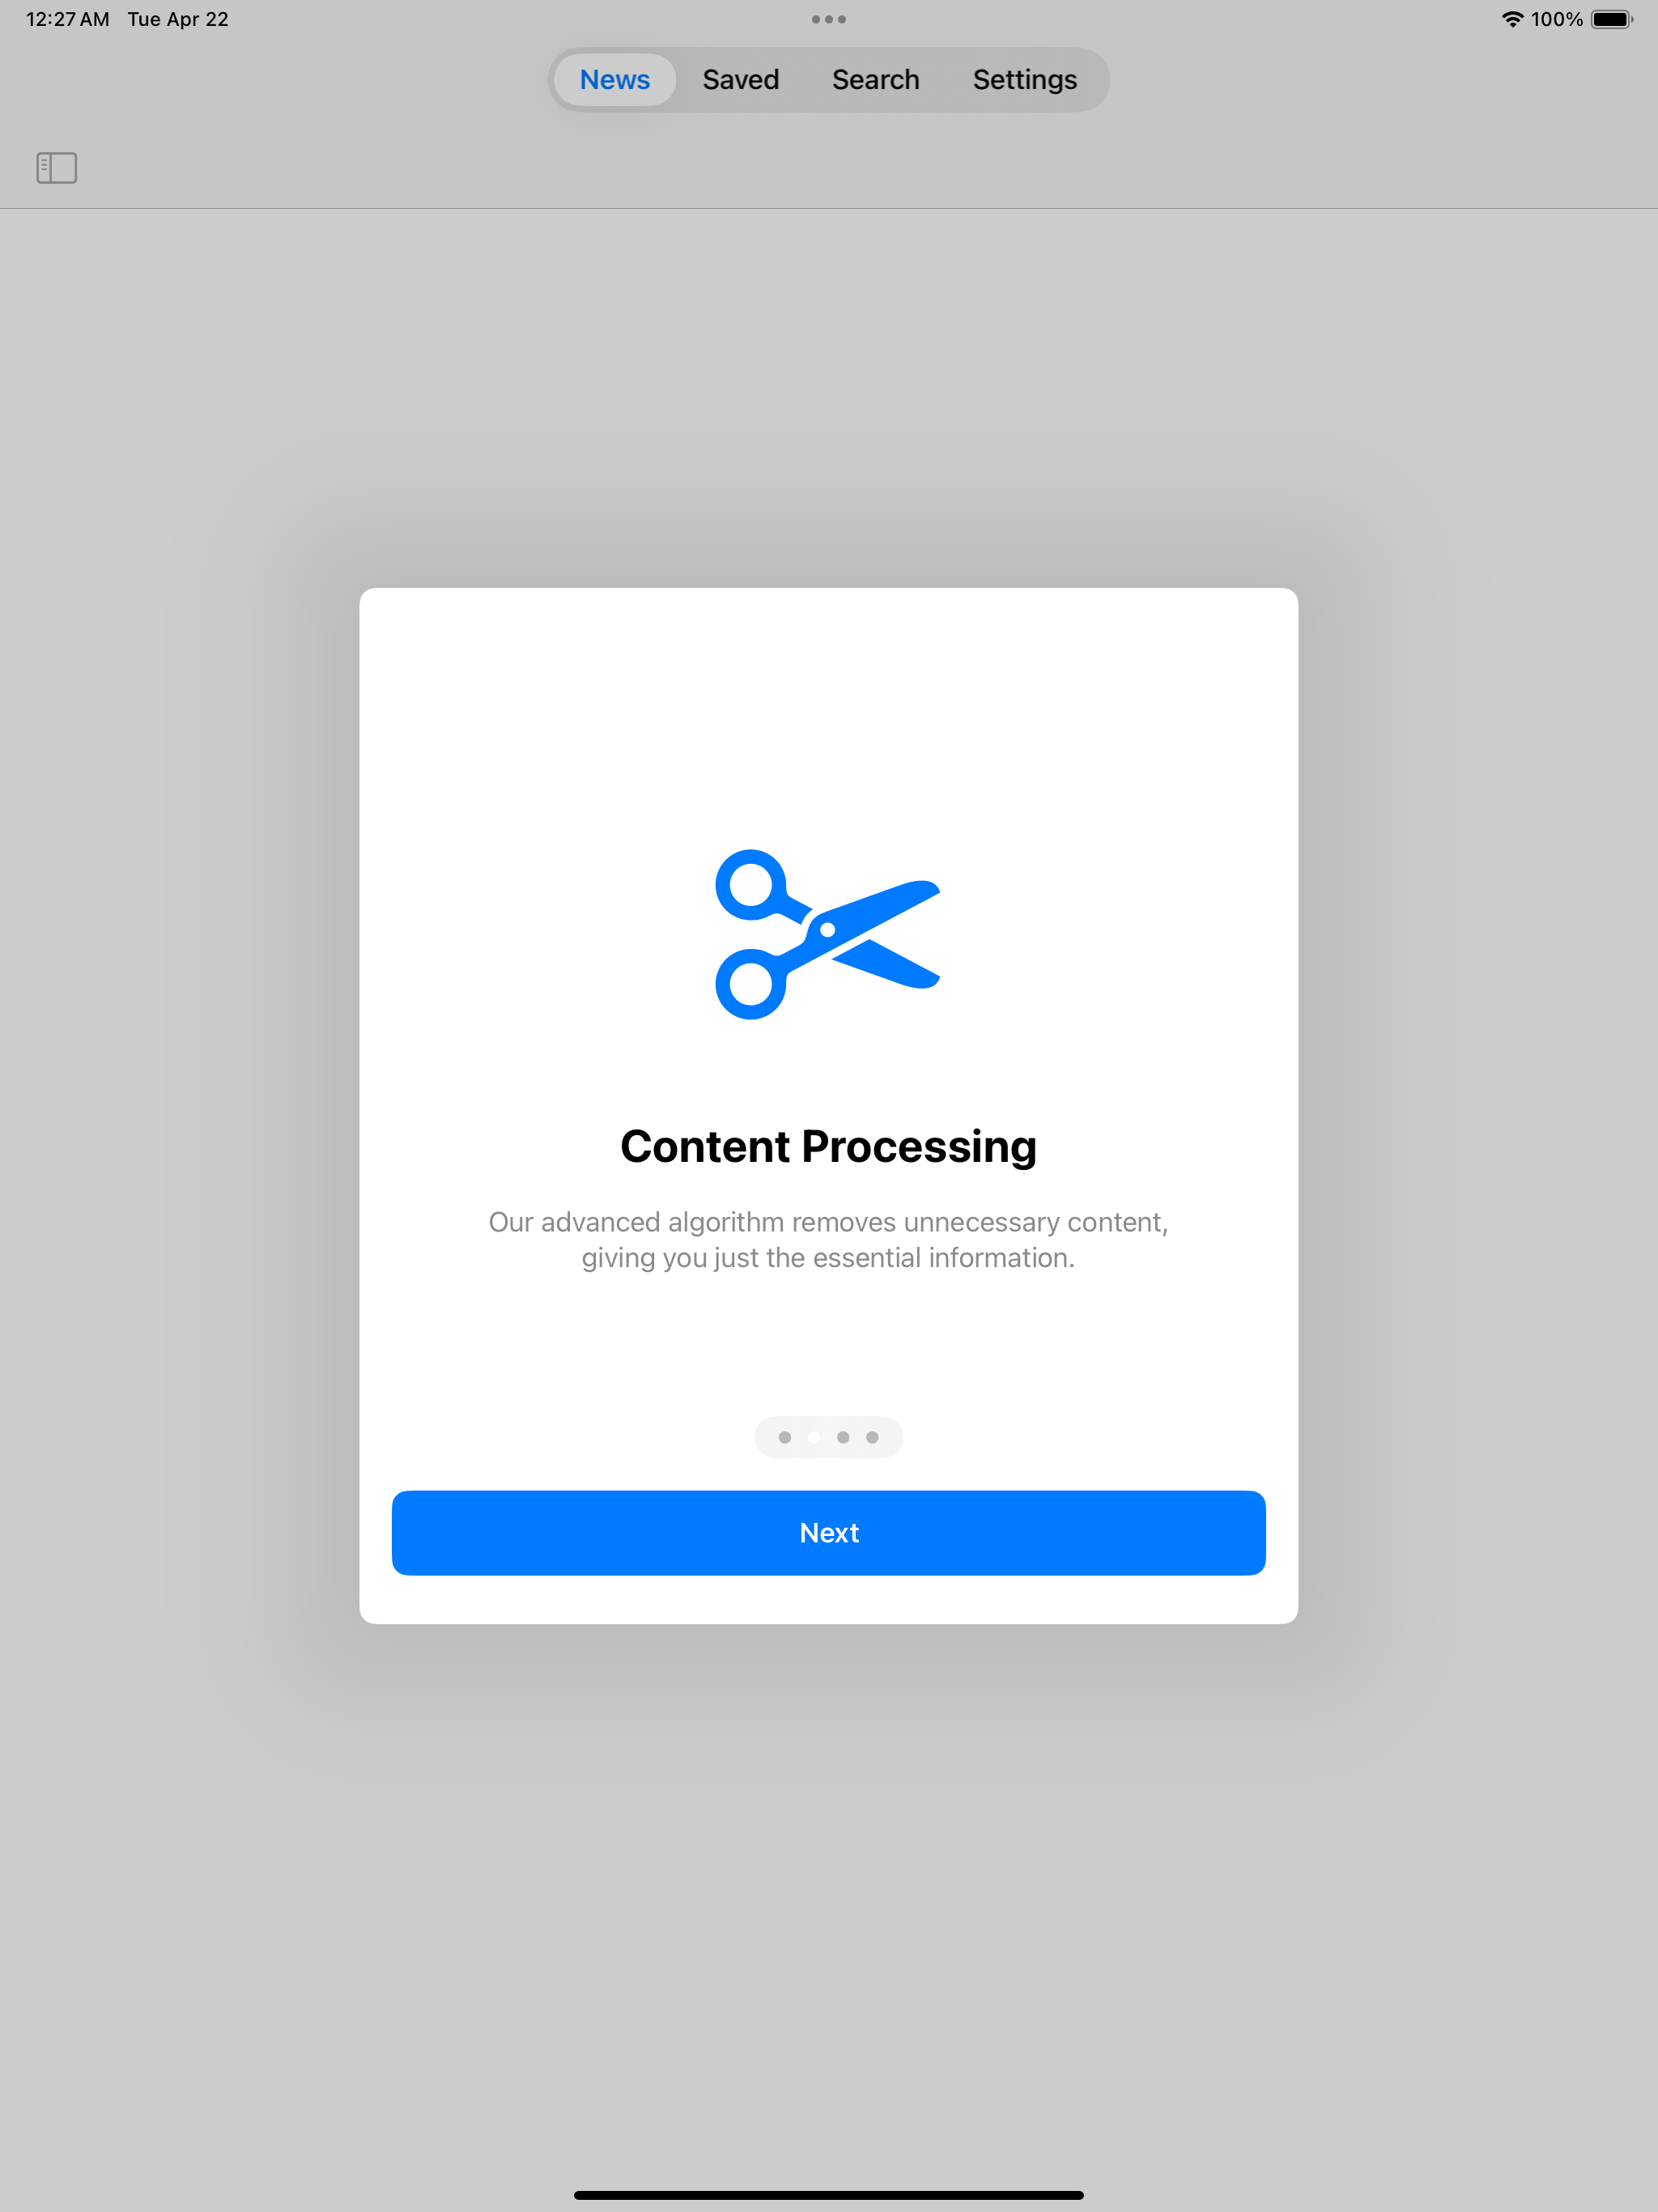 12:27 AM Tue Apr 22
100%
News Saved Search Settings
Content Processing
Our advanced algorithm removes unnecessary content,
giving you just the essential information.
Next